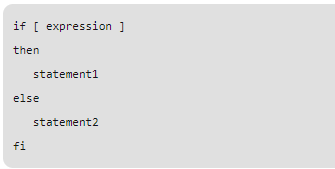 if [ expression ]
then
   statement1
else
   statement2
fi